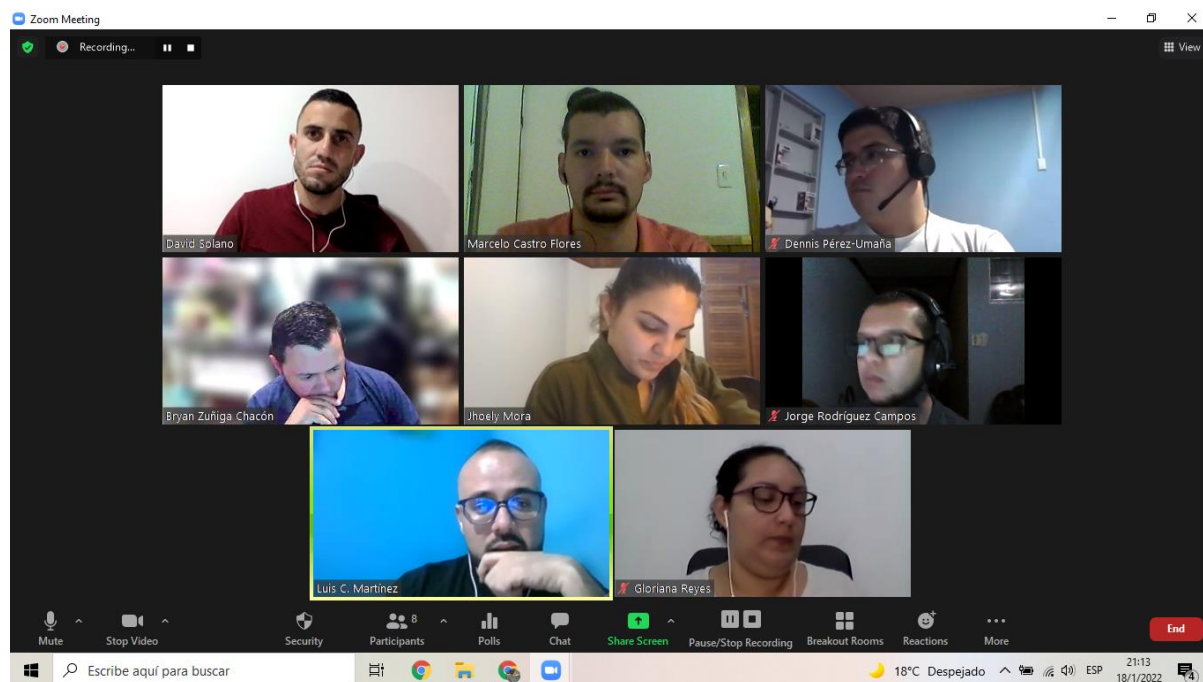 Zoom Meeting
Recording...
View
David Solano
Marcelo Castro Flores
Dennis Pérez-Umaña
Bryan Zuñiga Chacón
Jhoely Mora
Jorge Rodríguez Campos
Luis C. Martínez
Gloriana Reyes
8
Mute
Stop Video
Security
Participants
Polls
Chat
Share Screen
Pause/Stop Recording
Breakout Rooms
Reactions
More
End
Escribe aquí para buscar
18°C Despejado
ESP
21:13
18/1/2022
4